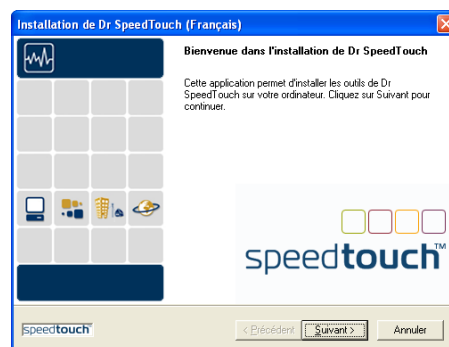 Installation de Dr SpeedTouch (Français)
Bienvenue dans l'installation de Dr SpeedTouch
Cette application permet d'installer les outils de Dr
SpeedTouch sur votre ordinateur. Cliquez sur Suivant pour
continuer.
speedtouch™
speedtouch™
< Précédent
Suivant >
Annuler